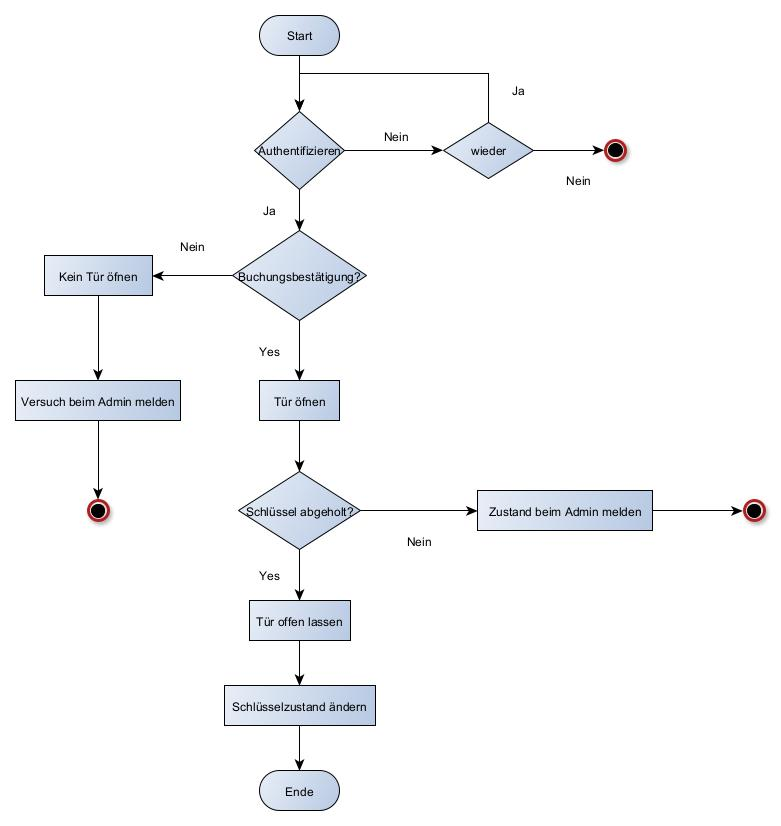 Start
Ja
Authentifizieren
Nein
wieder
Nein
Ja
Nein
Kein Tür öfnen
Buchungsbestätigung?
Yes
Versuch beim Admin melden
Tür öfnen
Schlüssel abgeholt?
Zustand beim Admin melden
Nein
Yes
Tür offen lassen
Schlüsselzustand ändern
Ende